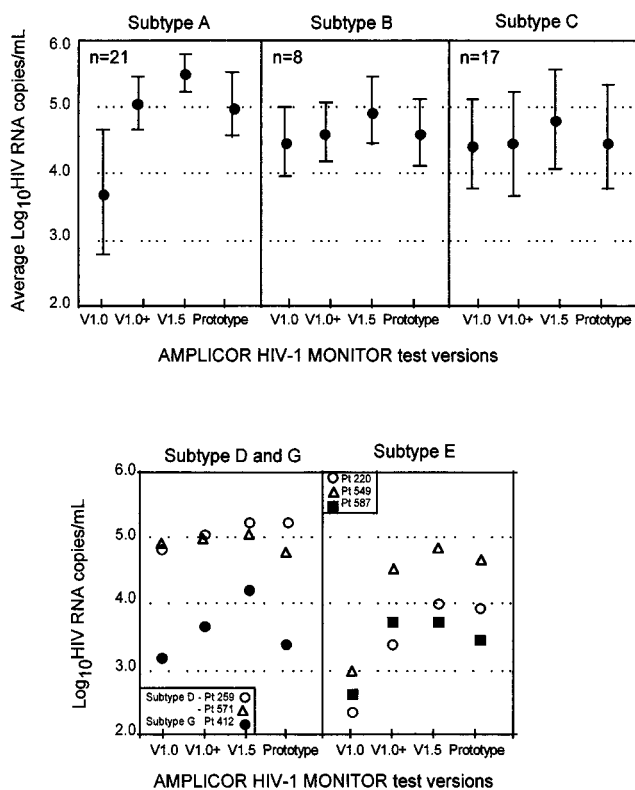 Subtype A Subtype B Subtype C
Average Log10HIV RNA copies/mL
6.0
5.0
4.0
3.0
2.0
n=21 n=8 n=17
V1.0 V1.0+ V1.5 Prototype V1.0 V1.0+ V1.5 Prototype V1.0 V1.0+ V1.5 Prototype
AMPLICOR HIV-1 MONITOR test versions
Subtype D and G Subtype E
Log10HIV RNA copies/mL
6.0
5.0
4.0
3.0
2.0
Pt 220
Pt 549
Pt 587
Subtype D - Pt 259
- Pt 571
Subtype G Pt 412
V1.0 V1.0+ V1.5 Prototype V1.0 V1.0+ V1.5 Prototype
AMPLICOR HIV-1 MONITOR test versions